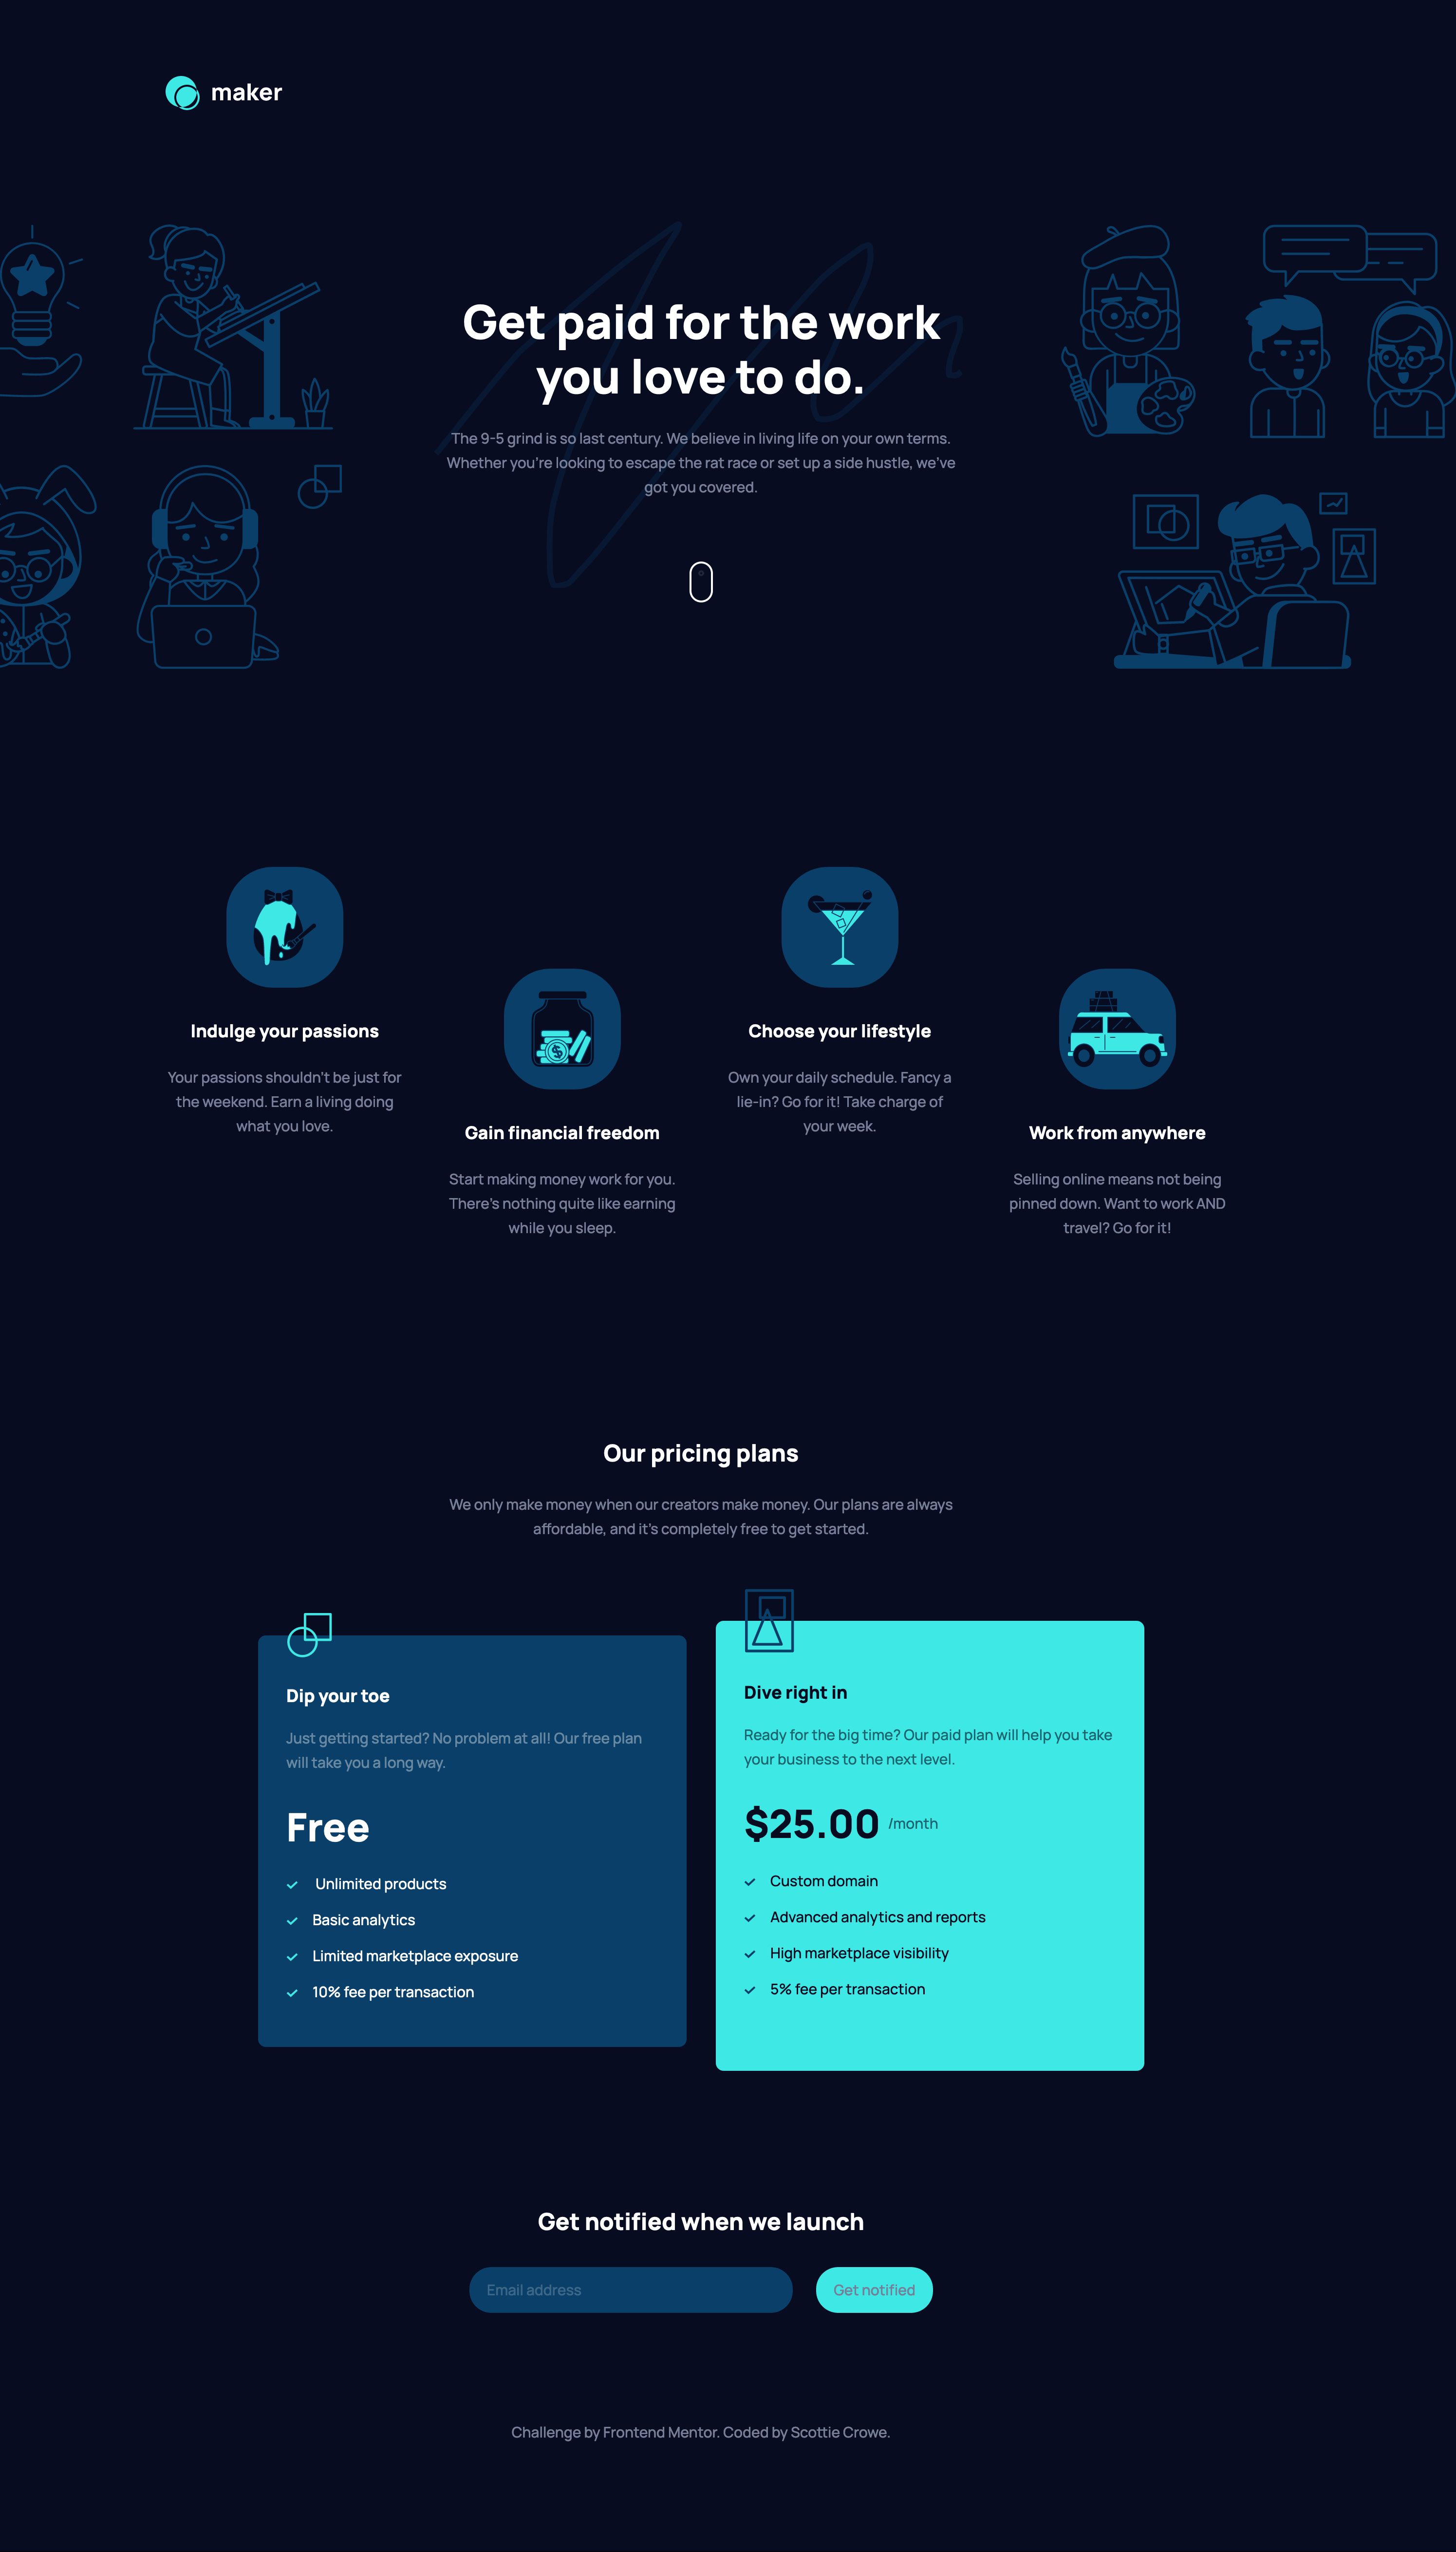 maker
Get paid for the work
you love to do.
The 9-5 grind is so last century. We believe in living life on your own terms.
Whether you're looking to escape the rat race or set up a side hustle, we've
got you covered.
Indulge your passions
Your passions shouldn't be just for
the weekend. Earn a living doing
what you love.
Gain financial freedom
Start making money work for you.
There's nothing quite like earning
while you sleep.
Choose your lifestyle
Own your daily schedule. Fancy a
lie-in? Go for it! Take charge of
your week.
Work from anywhere
Selling online means not being
pinned down. Want to work AND
travel? Go for it!
Our pricing plans
We only make money when our creators make money. Our plans are always
affordable, and it's completely free to get started.
Dip your toe
Just getting started? No problem at all! Our free plan
will take you a long way.
Free
Unlimited products
Basic analytics
Limited marketplace exposure
10% fee per transaction
Dive right in
Ready for the big time? Our paid plan will help you take
your business to the next level.
$25.00 /month
Custom domain
Advanced analytics and reports
High marketplace visibility
5% fee per transaction
Get notified when we launch
Email address
Get notified
Challenge by Frontend Mentor. Coded by Scottie Crowe.